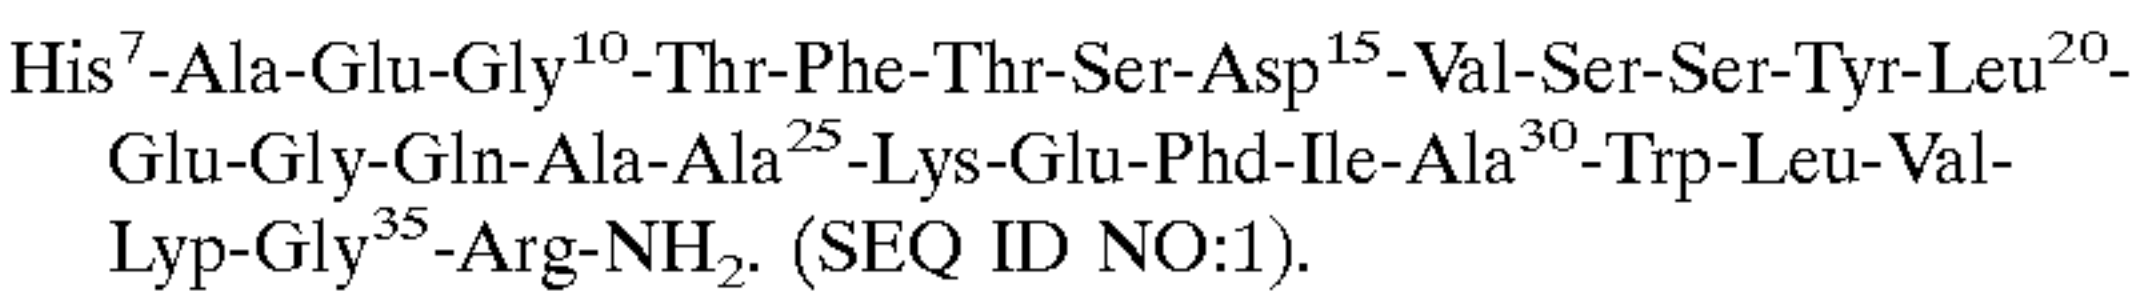 His⁷-Ala-Glu-Gly¹⁰-Thr-Phe-Thr-Ser-Asp¹⁵-Val-Ser-Ser-Tyr-Leu²⁰-
Glu-Gly-Gln-Ala-Ala²⁵-Lys-Glu-Phd-Ile-Ala³⁰-Trp-Leu-Val-
Lyp-Gly³⁵-Arg-NH₂. (SEQ ID NO:1).